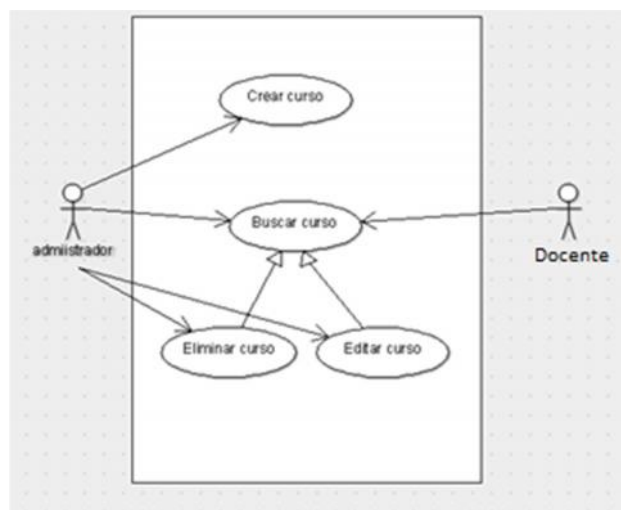 Crear curso
Buscar curso
admiistrador
Docente
Eliminar curso
Editar curso